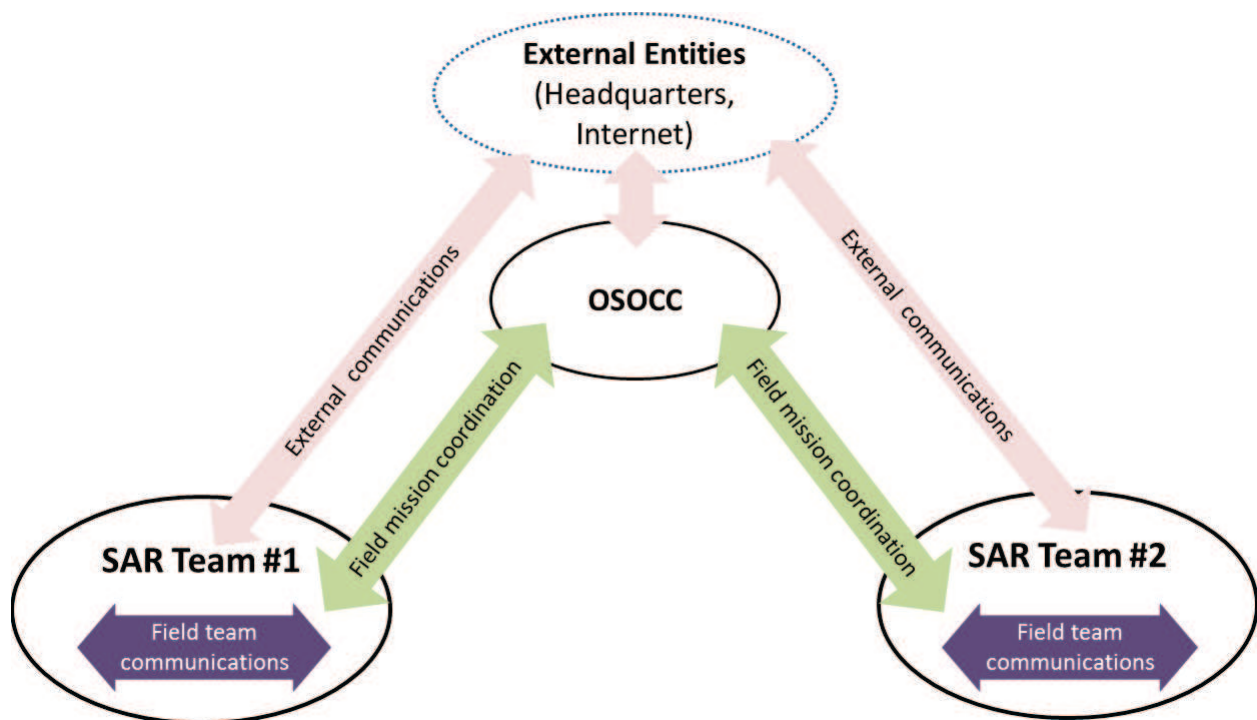 External Entities
(Headquarters,
Internet)
OSOCC
External communications
External communications
Field mission coordination
Field mission coordination
SAR Team #1
Field team
communications
SAR Team #2
Field team
communications